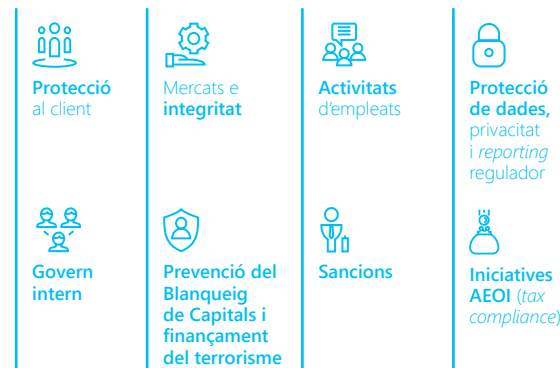 Protecció
al client
Mercats e
integritat
Activitats
d'empleats
Protecció
de dades,
privacitat
i reporting
regulador
Govern
intern
Prevenció del
Blanqueig
de Capitals i
finançament
del terrorisme
Sancions
Iniciatives
AEOI (tax
compliance)